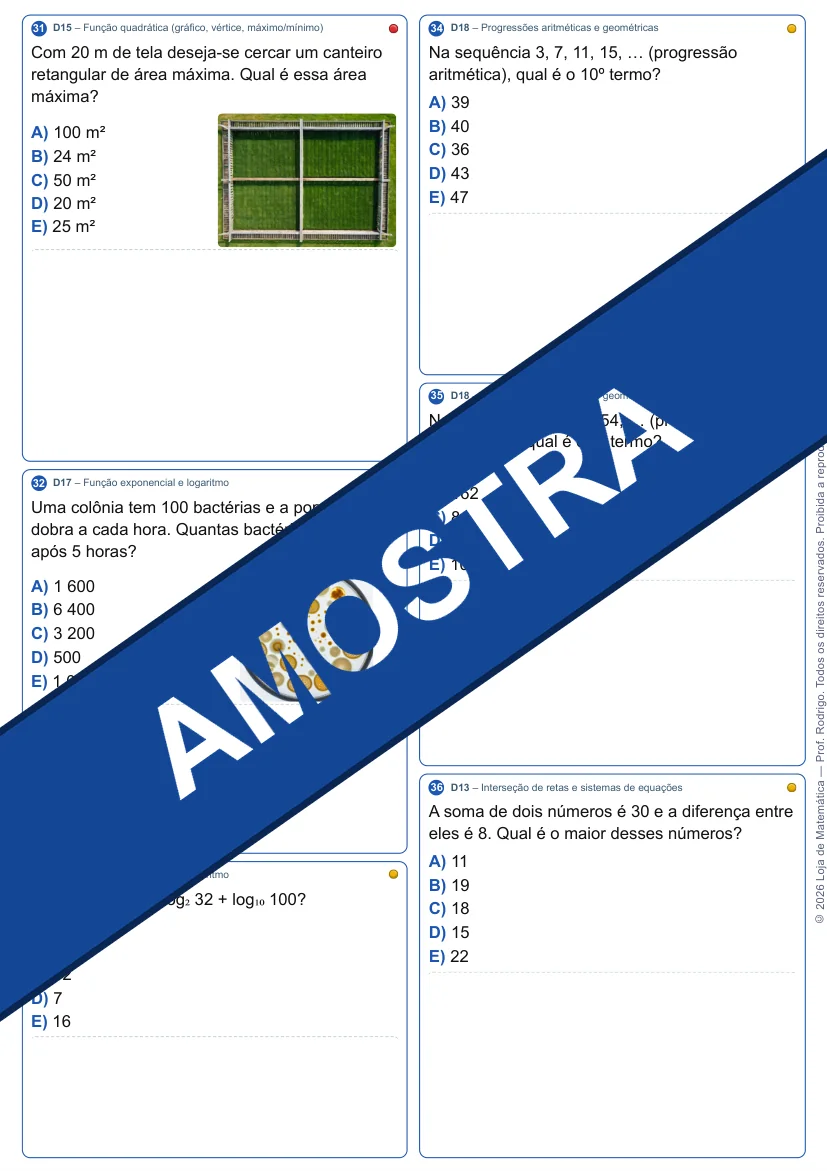 31 D15 – Função quadrática (gráfico, vértice, máximo/mínimo)
Com 20 m de tela deseja-se cercar um canteiro
retangular de área máxima. Qual é essa área
máxima?
A) 100 m²
B) 24 m²
C) 50 m²
D) 20 m²
E) 25 m²
32 D17 – Função exponencial e logaritmo
Uma colônia tem 100 bactérias e a
dobra a cada hora. Quantas
após 5 horas?
A) 1 600
B) 6 400
C) 3 200
D) 500
E)
32 + log₁₀ 100?
D) 7
E) 16
34 D18 – Progressões aritméticas e geométricas
Na sequência 3, 7, 11, 15, … (progressão
aritmética), qual é o 10º termo?
A) 39
B) 40
C) 36
D) 43
E) 47
35 D18
54,
é termo?
E)
36 D13 – Interseção de retas e sistemas de equações
A soma de dois números é 30 e a diferença entre
eles é 8. Qual é o maior desses números?
A) 11
B) 19
C) 18
D) 15
E) 22
AMOSTRA
© 2026 Loja de Matemática — Prof. Rodrigo. Todos os direitos reservados. Proibida a